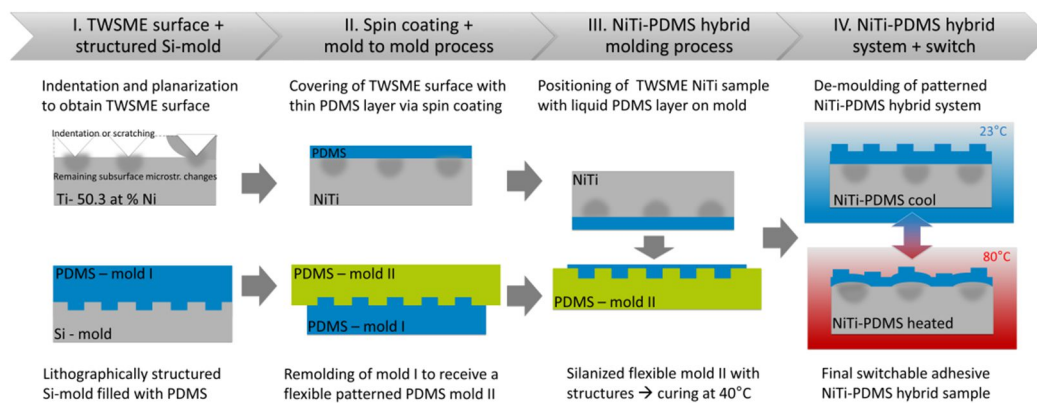 I. TWSME surface +
structured Si-mold
II. Spin coating +
mold to mold process
III. NiTi-PDMS hybrid
molding process
IV. NiTi-PDMS hybrid
system + switch
Indentation and planarization
to obtain TWSME surface
Covering of TWSME surface with
thin PDMS layer via spin coating
Positioning of TWSME NiTi sample
with liquid PDMS layer on mold
De-moulding of patterned
NiTi-PDMS hybrid system
Indentation or scratching
Remaining subsurface microstr. changes
Ti- 50.3 at % Ni
PDMS
NiTi
NiTi
23°C
NiTi-PDMS cool
PDMS – mold I
Si - mold
PDMS – mold II
PDMS – mold I
PDMS – mold II
80°C
NiTi-PDMS heated
Lithographically structured
Si-mold filled with PDMS
Remolding of mold I to receive a
flexible patterned PDMS mold II
Silanized flexible mold II with
structures → curing at 40°C
Final switchable adhesive
NiTi-PDMS hybrid sample